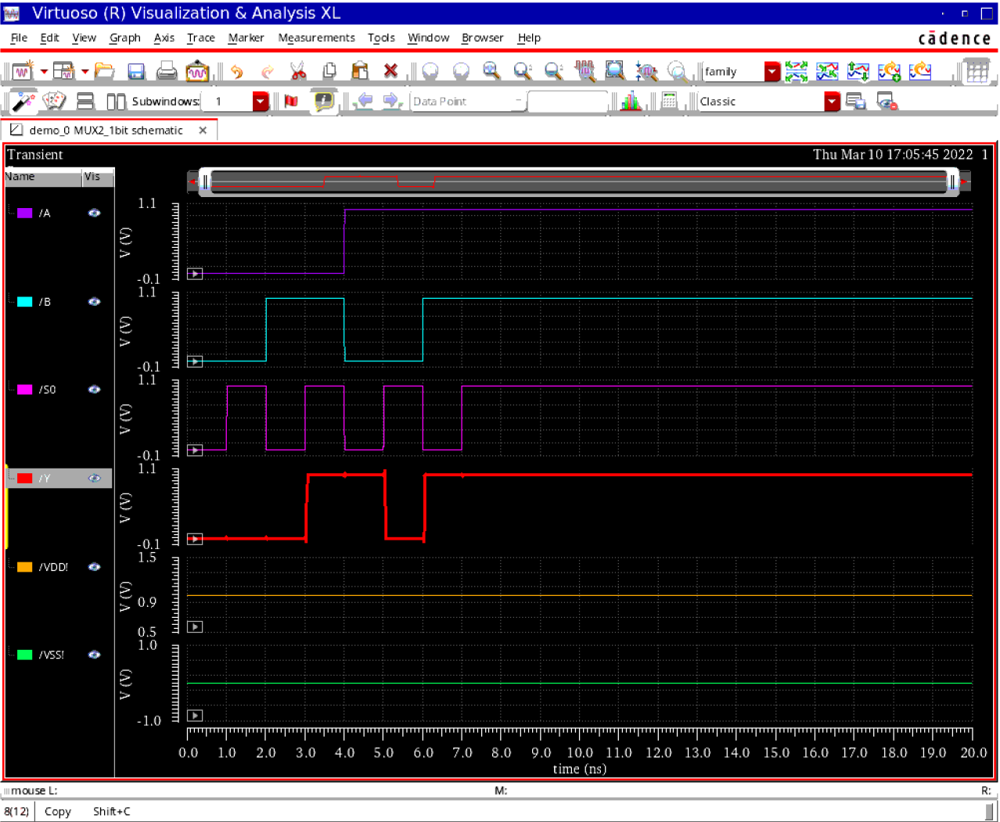 Virtuoso (R) Visualization & Analysis XL
File Edit View Graph Axis Trace Marker Measurements Tools Window Browser Help
cādence
family
Subwindows: 1
Data Point
Classic
demo_0 MUX2_1bit schematic
Transient
Thu Mar 10 17:05:45 2022 1
Name Vis
/A
1.1
V (V)
-0.1
/B
1.1
V (V)
-0.1
/S0
1.1
V (V)
-0.1
/Y
1.1
V (V)
-0.1
/VDD!
1.5
V (V)
0.9
0.5
/VSS!
1.0
V (V)
-1.0
0.0 1.0 2.0 3.0 4.0 5.0 6.0 7.0 8.0 9.0 10.0 11.0 12.0 13.0 14.0 15.0 16.0 17.0 18.0 19.0 20.0
time (ns)
mouse L: M: R:
8(12) Copy Shift+C